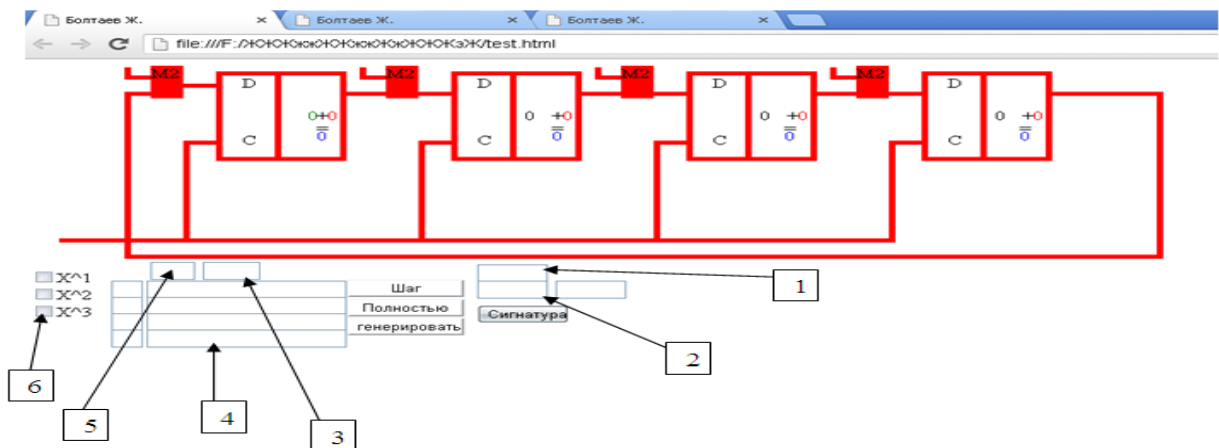 Болтаев Ж. × Болтаев Ж. × Болтаев Ж. ×
M2 M2 M2 M2
D D D D
0+0 0 +0 0 +0 0 +0
= = = =
0 0 0 0
C C C C
X^1
X^2
X^3
Шаг
Полностью
генерировать
Сигнатура
1
2
6
5
4
3